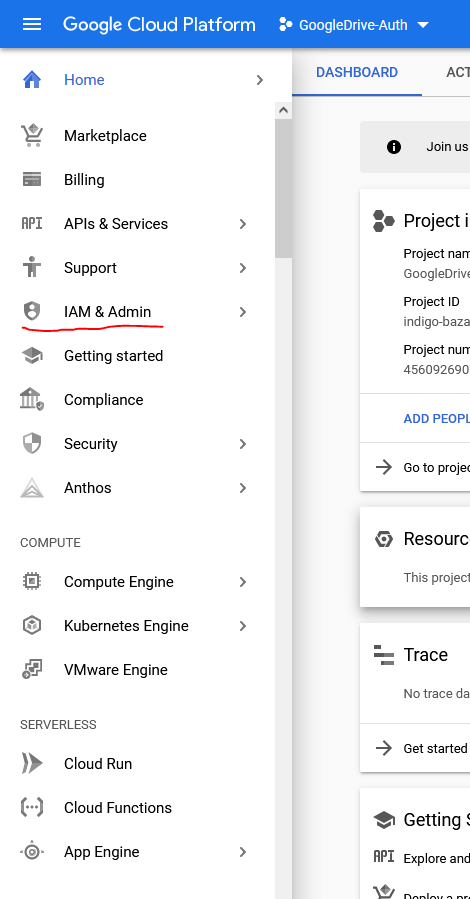 Google Cloud Platform
GoogleDrive-Auth
Home
Marketplace
Billing
API
APIs & Services
Support
IAM & Admin
Getting started
Compliance
Security
Anthos
COMPUTE
Compute Engine
Kubernetes Engine
VMware Engine
SERVERLESS
Cloud Run
Cloud Functions
App Engine
DASHBOARD
ACT
Join us
Project i
Project nam
GoogleDrive
Project ID
indigo-baza
Project num
456092690
ADD PEOPL
Go to projec
Resourc
This project
Trace
No trace da
Get started
Getting S
API
Explore and
Deploy a pr